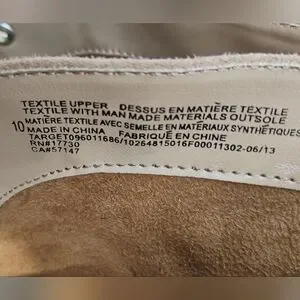 TEXTILE UPPER DESSUS EN MATIÈRE TEXTILE
TEXTILE WITH MAN MADE MATERIALS OUTSOLE
10 MATIÈRE TEXTILE AVEC SEMELLE EN MATÉRIAUX SYNTHÉTIQUES
MADE IN CHINA FABRIQUÉ EN CHINE
TARGET096011686/10264815016F00011302-06/13
RN#17730
CA#57147